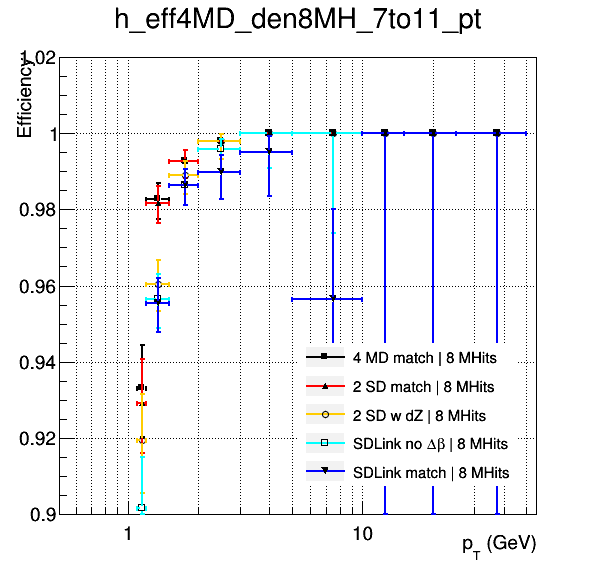 h_eff4MD_den8MH_7to11_pt
Efficiency
1.02
1
0.98
0.96
0.94
0.92
0.9
4 MD match | 8 MHits
2 SD match | 8 MHits
2 SD w dZ | 8 MHits
SDLink no Δβ | 8 MHits
SDLink match | 8 MHits
1
10
p_T (GeV)